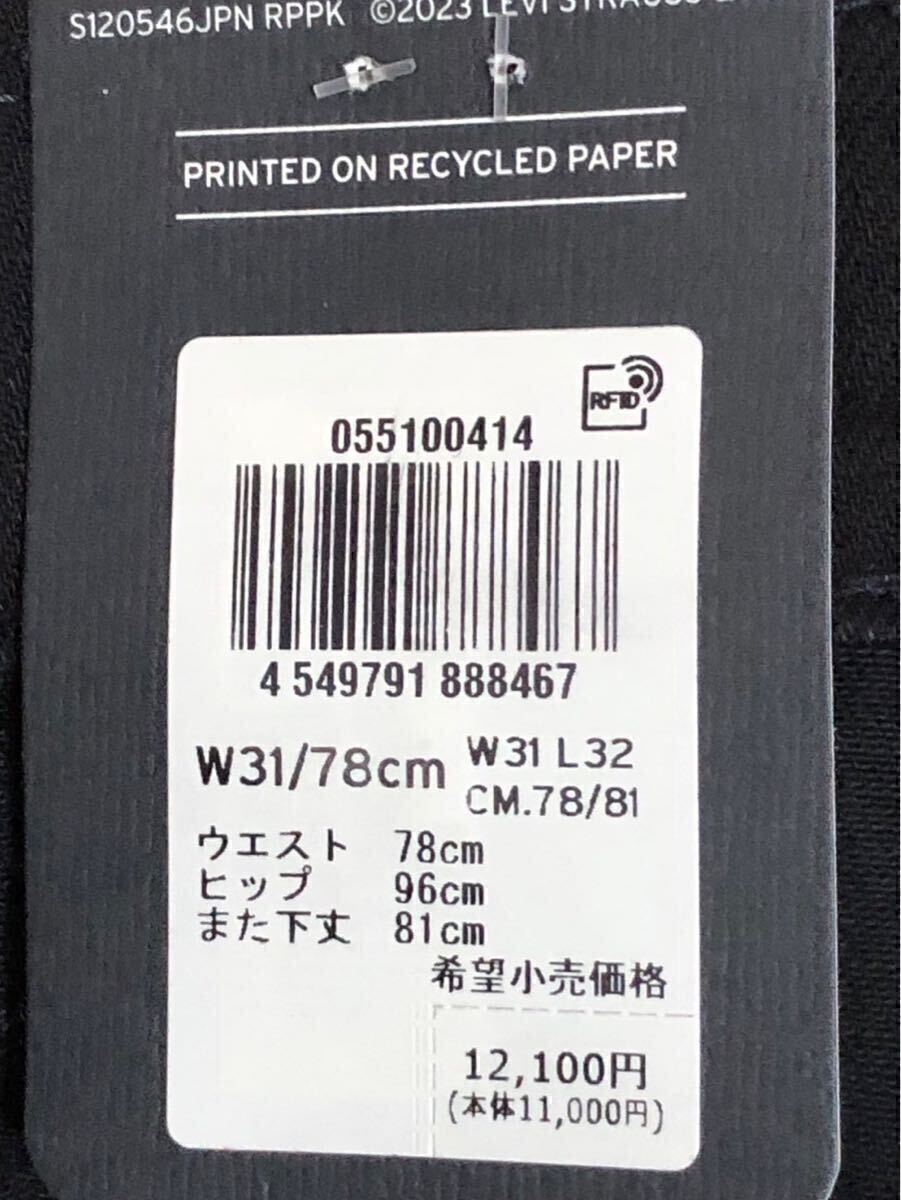 S120546JPN RPPK ©2023 LEVI STRAUSS
PRINTED ON RECYCLED PAPER
RFID
055100414
4 549791 888467
W31/78cm
W31 L32
CM.78/81
ウエスト 78cm
ヒップ 96cm
また下丈 81cm
希望小売価格
12,100円
(本体11,000円)